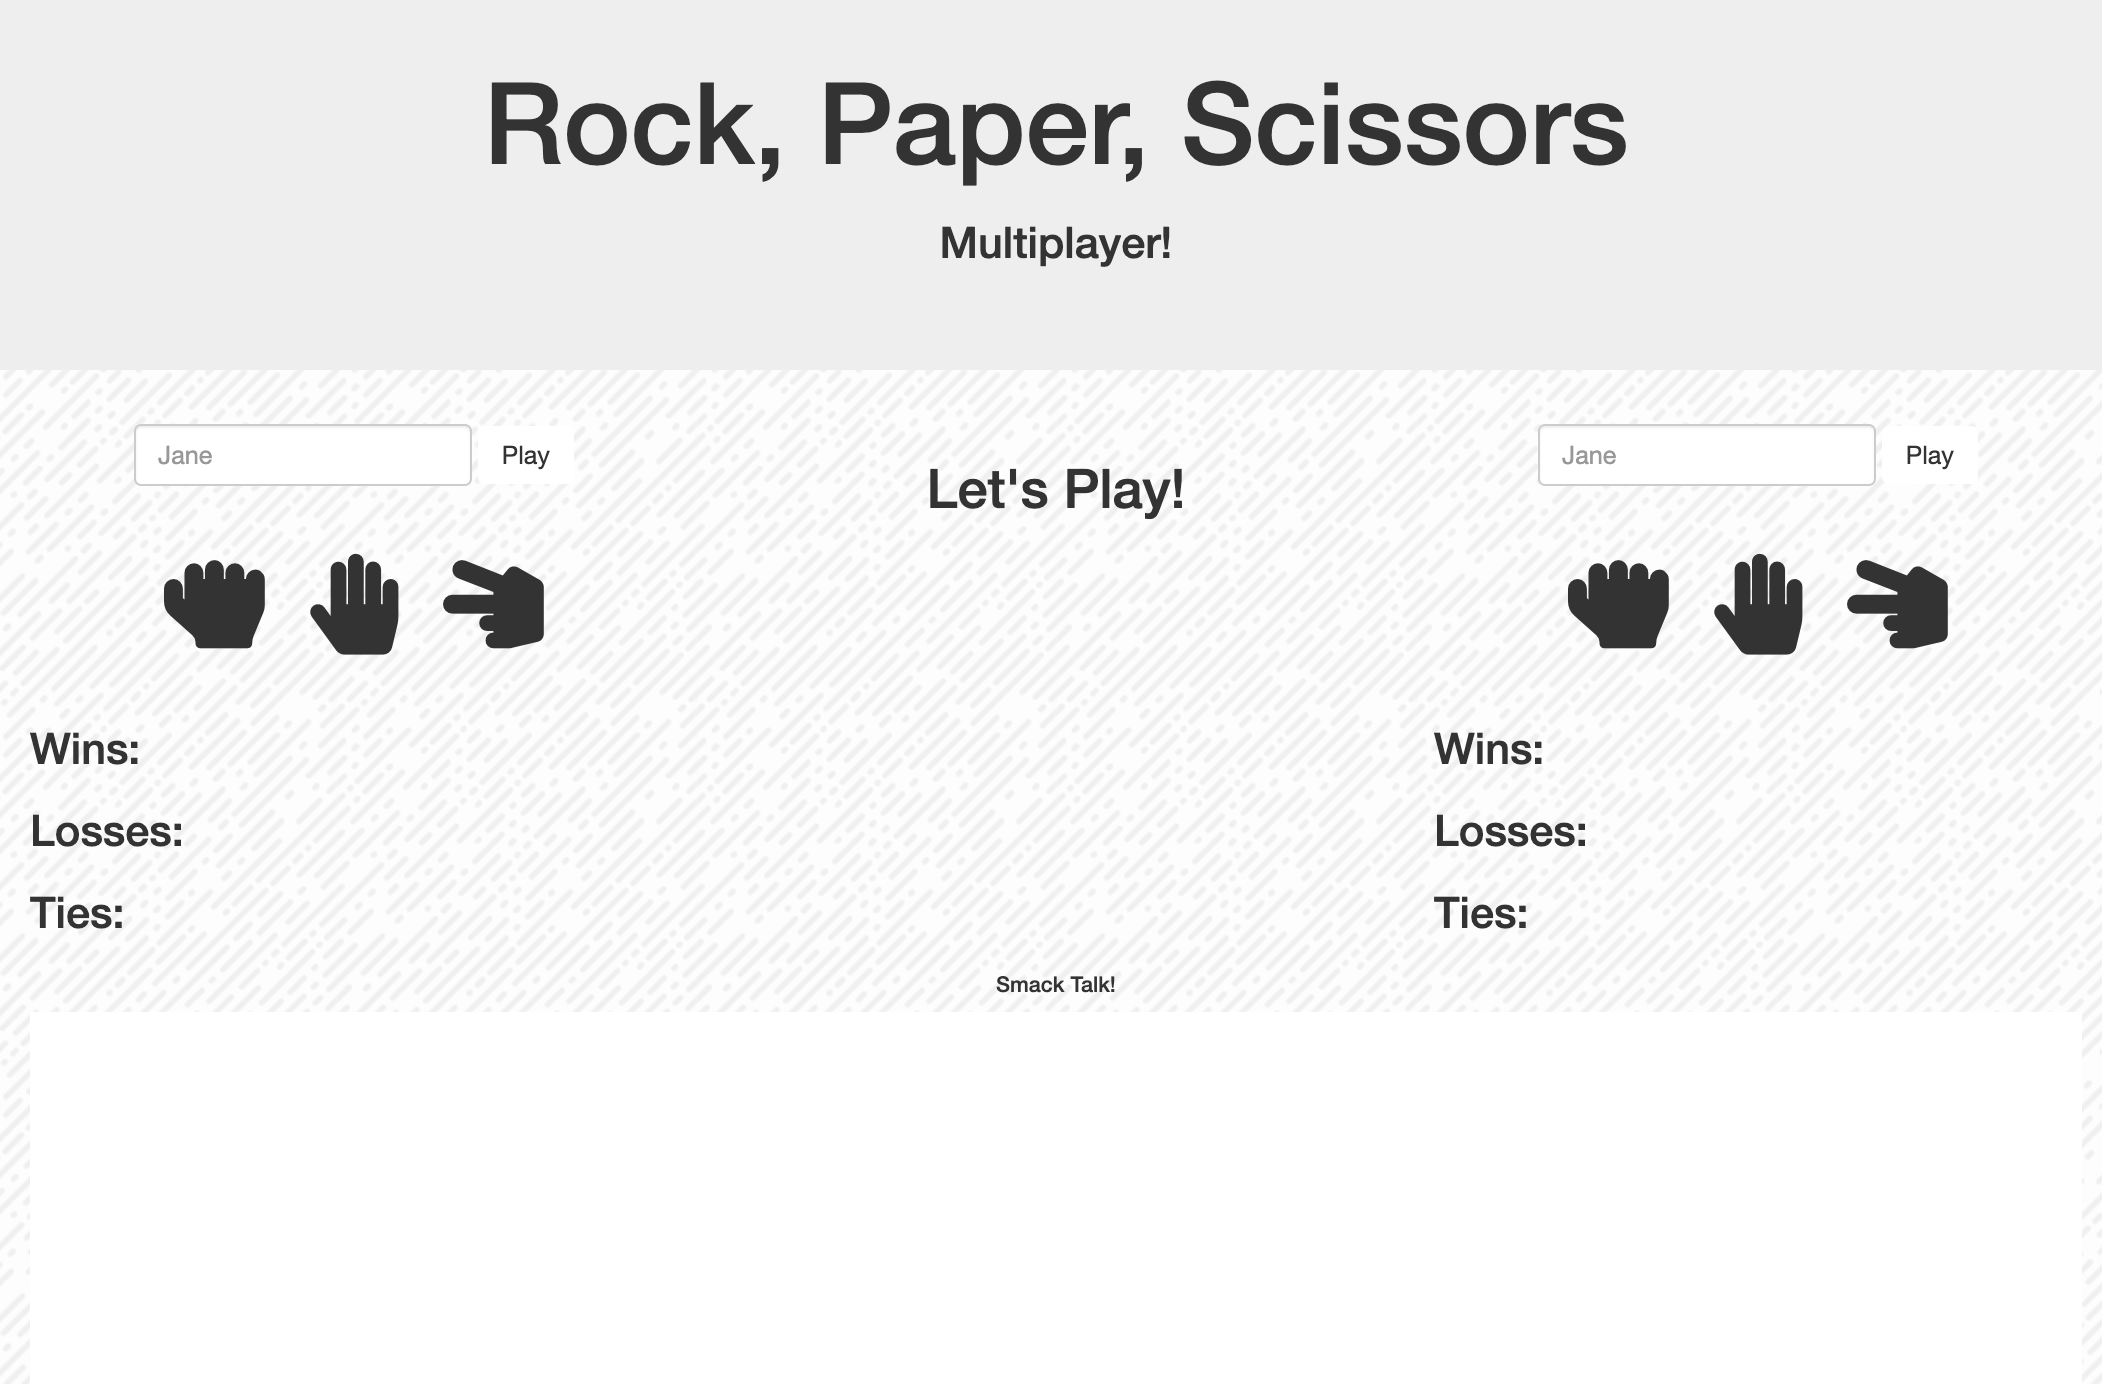 Rock, Paper, Scissors
Multiplayer!
Jane
Play
Let's Play!
Jane
Play
Wins:
Losses:
Ties:
Wins:
Losses:
Ties:
Smack Talk!